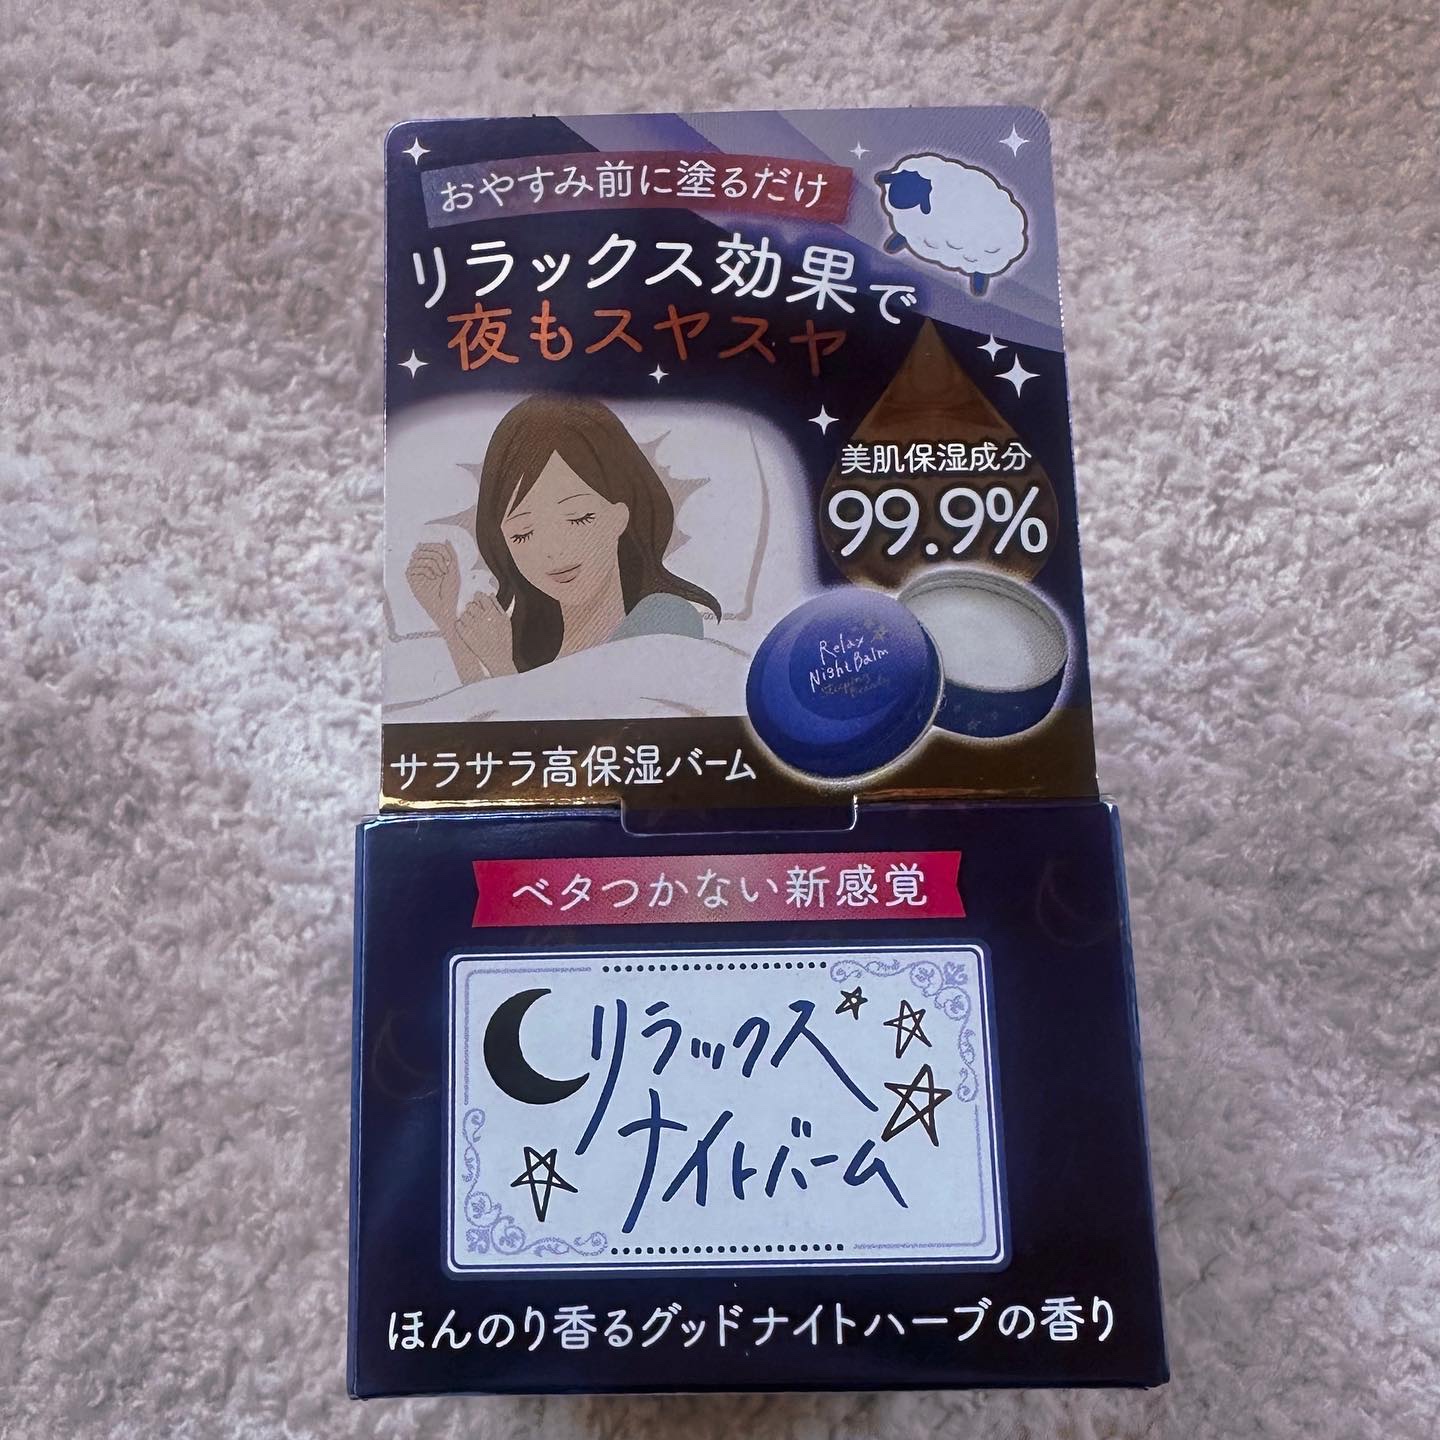 おやすみ前に塗るだけ
リラックス効果で
夜もスヤスヤ
美肌保湿成分
99.9%
Relax
Night Balm
Sleeping
Beauty
サラサラ高保湿バーム
ベタつかない新感覚
リラックス
ナイトバーム
ほんのり香るグッドナイトハーブの香り